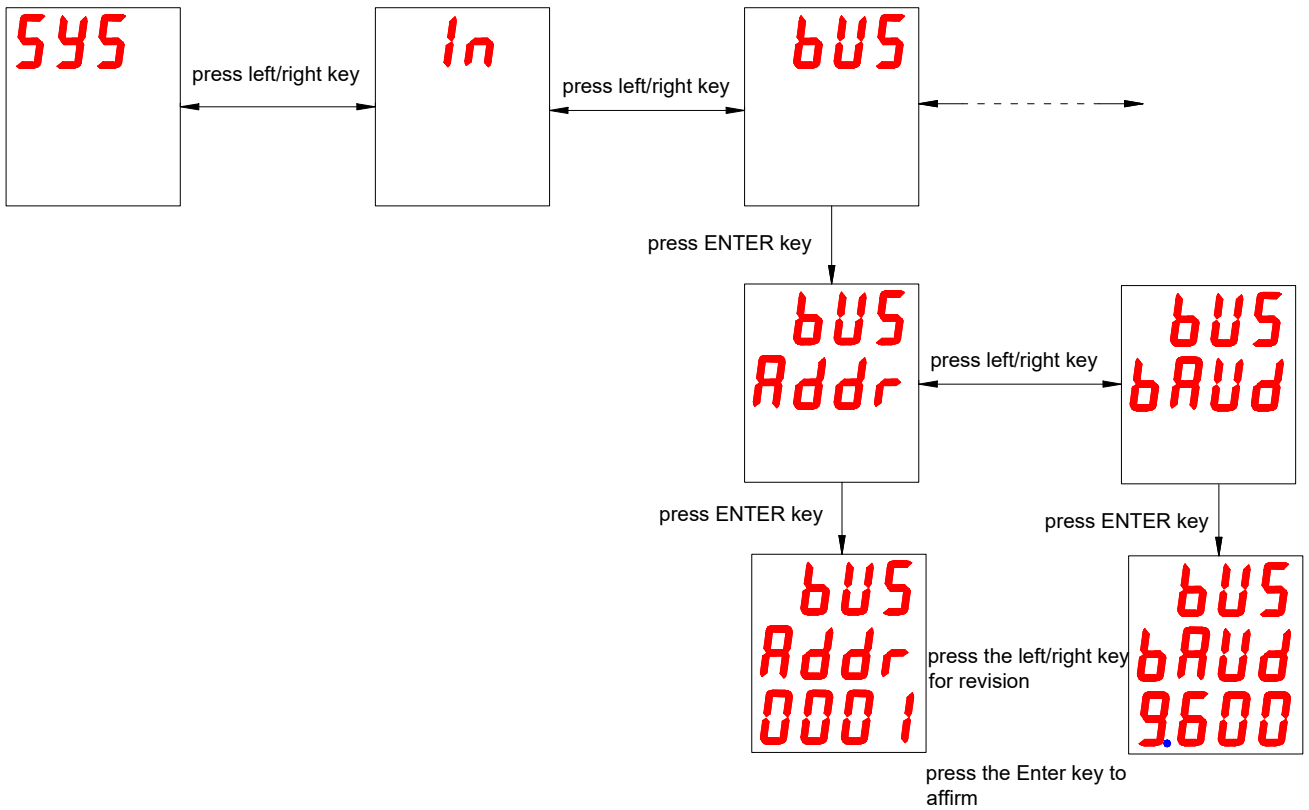 SYS
In
bUS
press left/right key
press left/right key
press ENTER key
bUS
Addr
press left/right key
bUS
bAUd
press ENTER key
press ENTER key
bUS
Addr
0001
press the left/right key
for revision
bUS
bAUd
9.600
press the Enter key to
affirm